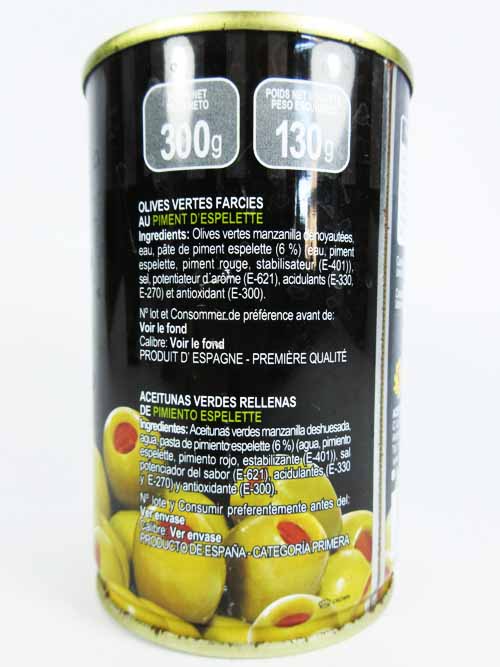 NET
NETO
300g
POIDS NET
PESO
130g
OLIVES VERTES FARCIES
AU PIMENT D'ESPELETTE
Ingredients: Olives vertes manzanilla dénoyautées,
eau, pâte de piment espelette (6 %) (eau, piment
espelette, piment rouge, stabilisateur (E-401)),
sel, potentiateur d'arôme (E-621), acidulants (E-330,
E-270) et antioxidant (E-300).
Nº lot et Consommer de préférence avant de:
Voir le fond
Calibre: Voir le fond
PRODUIT D' ESPAGNE - PREMIÈRE QUALITÉ
ACEITUNAS VERDES RELLENAS
DE PIMIENTO ESPELETTE
Ingredientes: Aceitunas verdes manzanilla deshuesada,
agua, pasta de pimiento espelette (6 %) (agua, pimiento
espelette, pimiento rojo, estabilizante (E-401)), sal
potenciador del sabor (E-621), acidulantes (E-330
y E-270) y antioxidante (E-300).
Nº lote y Consumir preferentemente antes del:
Ver envase
Calibre: Ver envase
PRODUCTO DE ESPAÑA - CATEGORÍA PRIMERA
CROWN